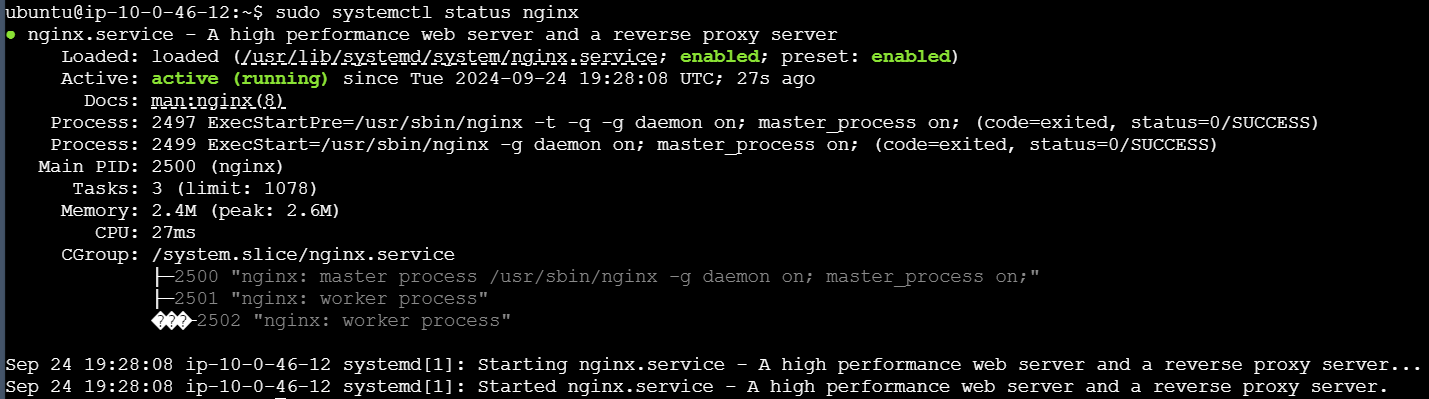 ubuntu@ip-10-0-46-12:~$ sudo systemctl status nginx
● nginx.service - A high performance web server and a reverse proxy server
Loaded: loaded (/usr/lib/systemd/system/nginx.service; enabled; preset: enabled)
Active: active (running) since Tue 2024-09-24 19:28:08 UTC; 27s ago
Docs: man:nginx(8)
Process: 2497 ExecStartPre=/usr/sbin/nginx -t -q -g daemon on; master_process on; (code=exited, status=0/SUCCESS)
Process: 2499 ExecStart=/usr/sbin/nginx -g daemon on; master_process on; (code=exited, status=0/SUCCESS)
Main PID: 2500 (nginx)
Tasks: 3 (limit: 1078)
Memory: 2.4M (peak: 2.6M)
CPU: 27ms
CGroup: /system.slice/nginx.service
├─2500 "nginx: master process /usr/sbin/nginx -g daemon on; master_process on;"
├─2501 "nginx: worker process"
���─2502 "nginx: worker process"
Sep 24 19:28:08 ip-10-0-46-12 systemd[1]: Starting nginx.service - A high performance web server and a reverse proxy server...
Sep 24 19:28:08 ip-10-0-46-12 systemd[1]: Started nginx.service - A high performance web server and a reverse proxy server.